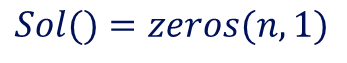 Sol() = zeros(n, 1)